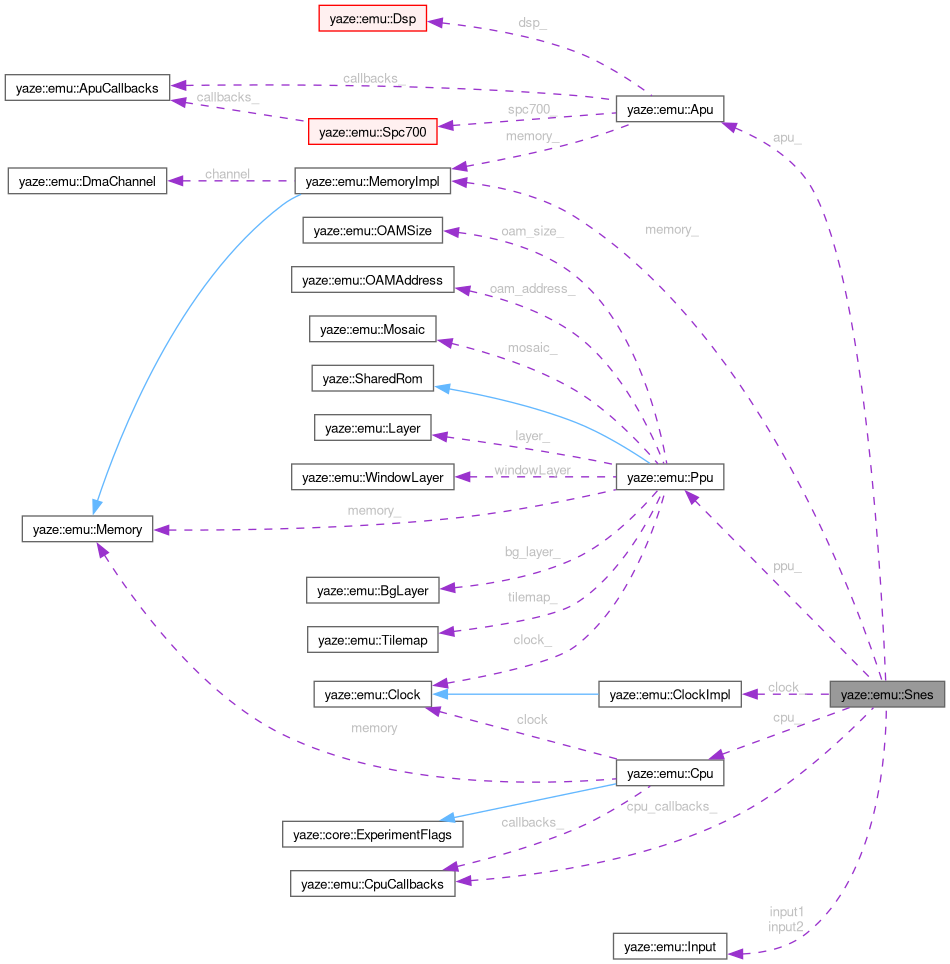 yaze::emu::Dsp
dsp_
yaze::emu::ApuCallbacks
callbacks_
callbacks_
yaze::emu::Spc700
spc700_
yaze::emu::Apu
memory_
apu_
yaze::emu::DmaChannel
channel
yaze::emu::MemoryImpl
yaze::emu::OAMSize
oam_size_
memory_
yaze::emu::OAMAddress
oam_address_
yaze::emu::Mosaic
mosaic_
yaze::SharedRom
yaze::emu::Layer
layer_
yaze::emu::WindowLayer
windowLayer
yaze::emu::Ppu
yaze::emu::Memory
memory_
bg_layer_
ppu_
yaze::emu::BgLayer
tilemap_
yaze::emu::Tilemap
clock_
yaze::emu::Clock
yaze::emu::ClockImpl
clock_
yaze::emu::Snes
memory
clock
cpu_
yaze::emu::Cpu
yaze::core::ExperimentFlags
callbacks_
cpu_callbacks_
yaze::emu::CpuCallbacks
input1
input2
yaze::emu::Input